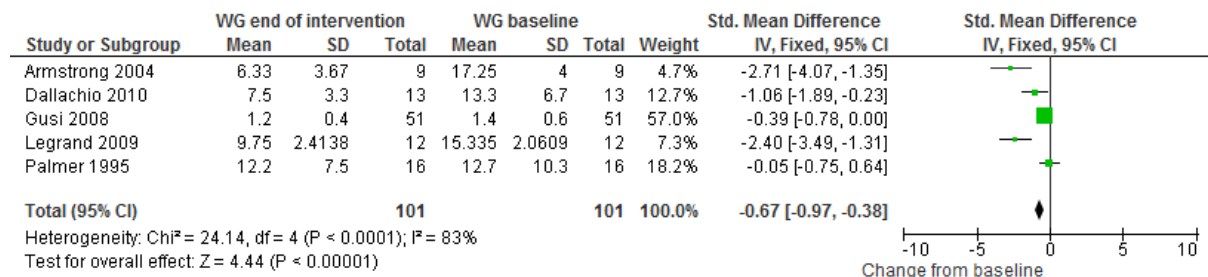 WG end of intervention WG baseline Std. Mean Difference Std. Mean Difference
Study or Subgroup Mean SD Total Mean SD Total Weight IV, Fixed, 95% CI IV, Fixed, 95% CI
Armstrong 2004 6.33 3.67 9 17.25 4 9 4.7% -2.71 [-4.07, -1.35]
Dallachio 2010 7.5 3.3 13 13.3 6.7 13 12.7% -1.06 [-1.89, -0.23]
Gusi 2008 1.2 0.4 51 1.4 0.6 51 57.0% -0.39 [-0.78, 0.00]
Legrand 2009 9.75 2.4138 12 15.335 2.0609 12 7.3% -2.40 [-3.49, -1.31]
Palmer 1995 12.2 7.5 16 12.7 10.3 16 18.2% -0.05 [-0.75, 0.64]
Total (95% CI) 101 101 100.0% -0.67 [-0.97, -0.38]
Heterogeneity: Chi² = 24.14, df = 4 (P < 0.0001); I² = 83%
Test for overall effect: Z = 4.44 (P < 0.00001)
-10 -5 0 5 10
Change from baseline